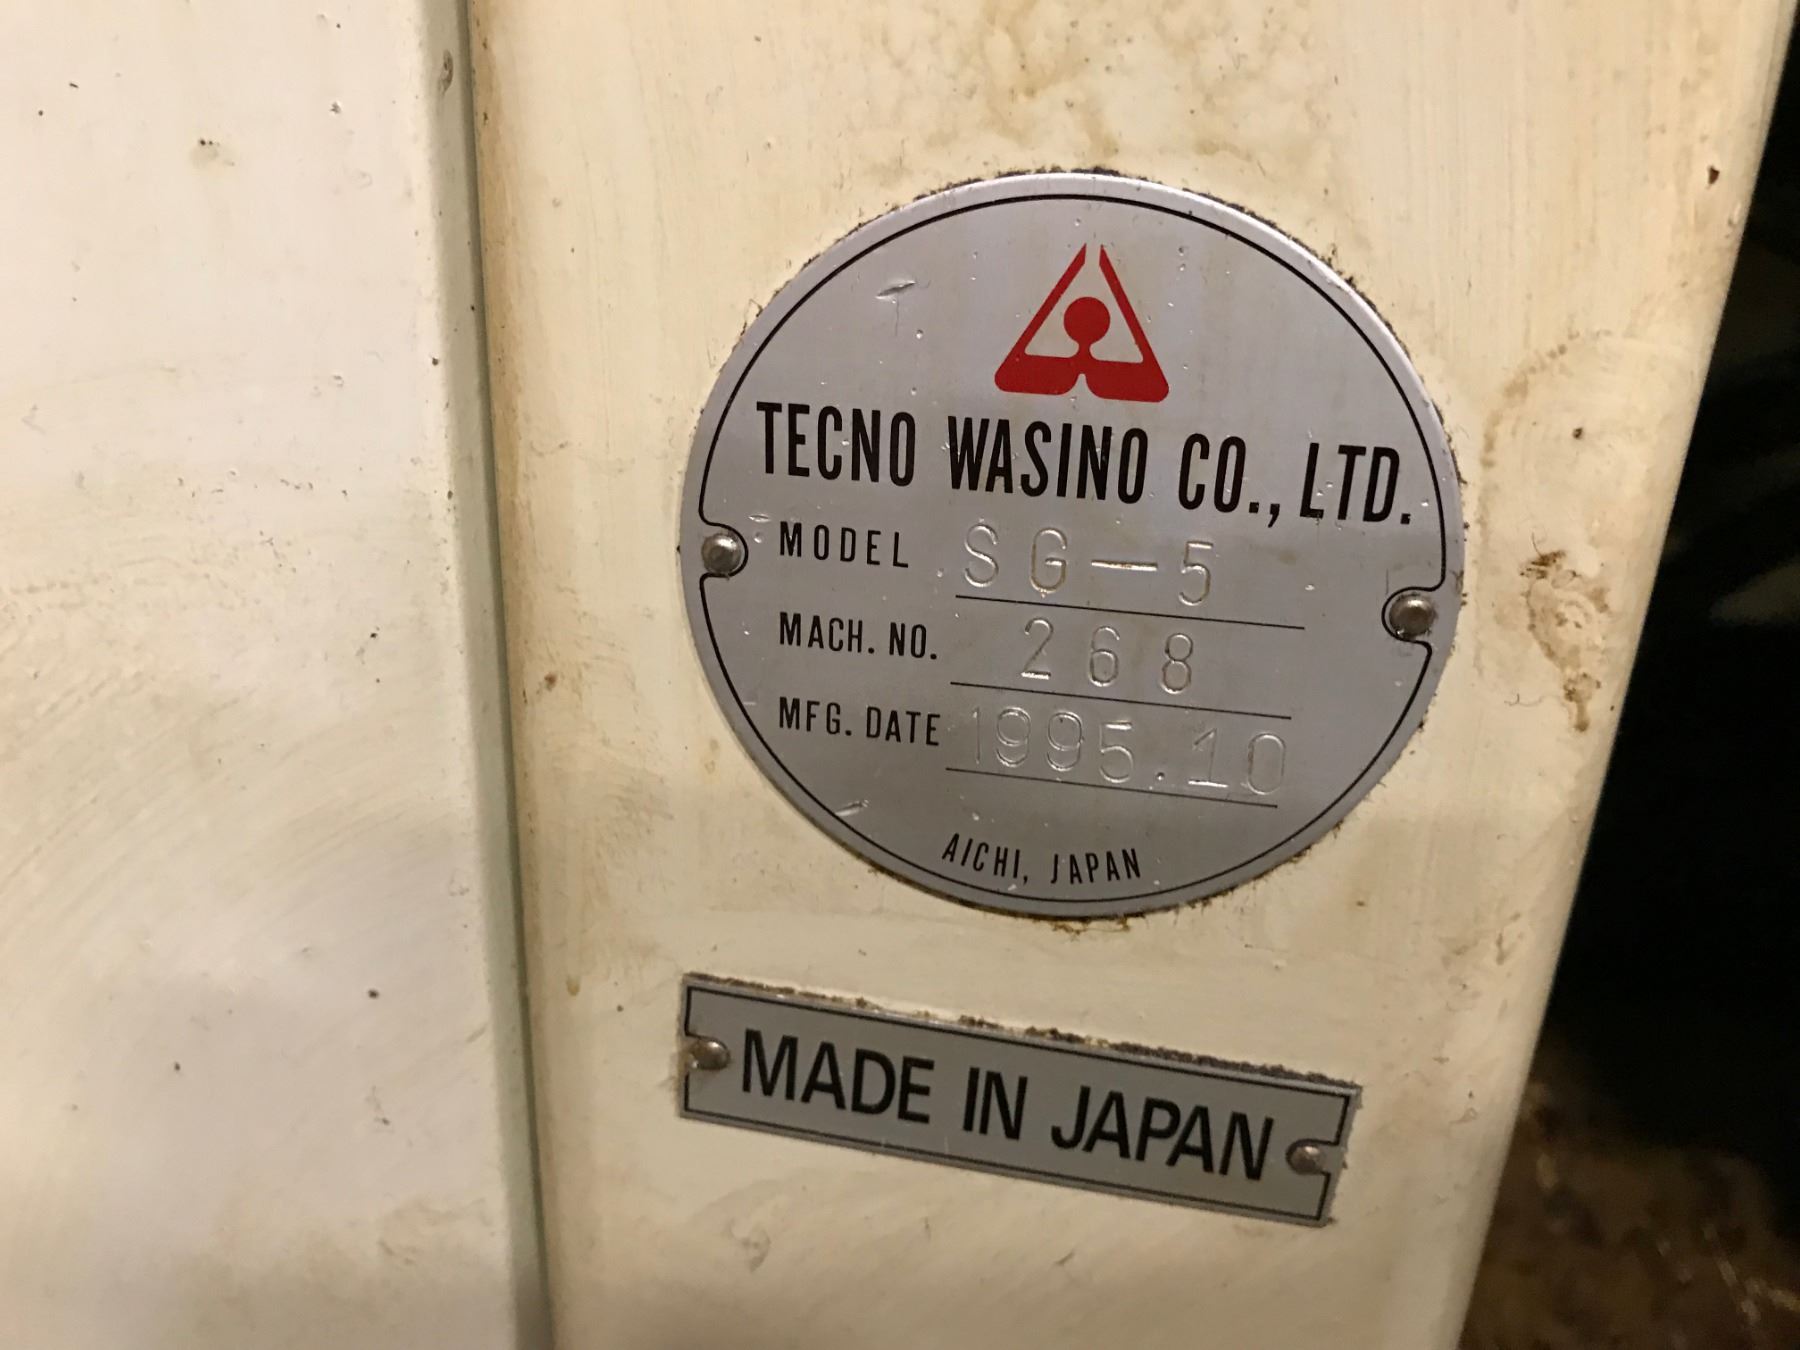 TECNO WASINO CO., LTD.
MODEL SG-5
MACH. NO. 268
MFG. DATE 1995.10
AICHI, JAPAN
MADE IN JAPAN